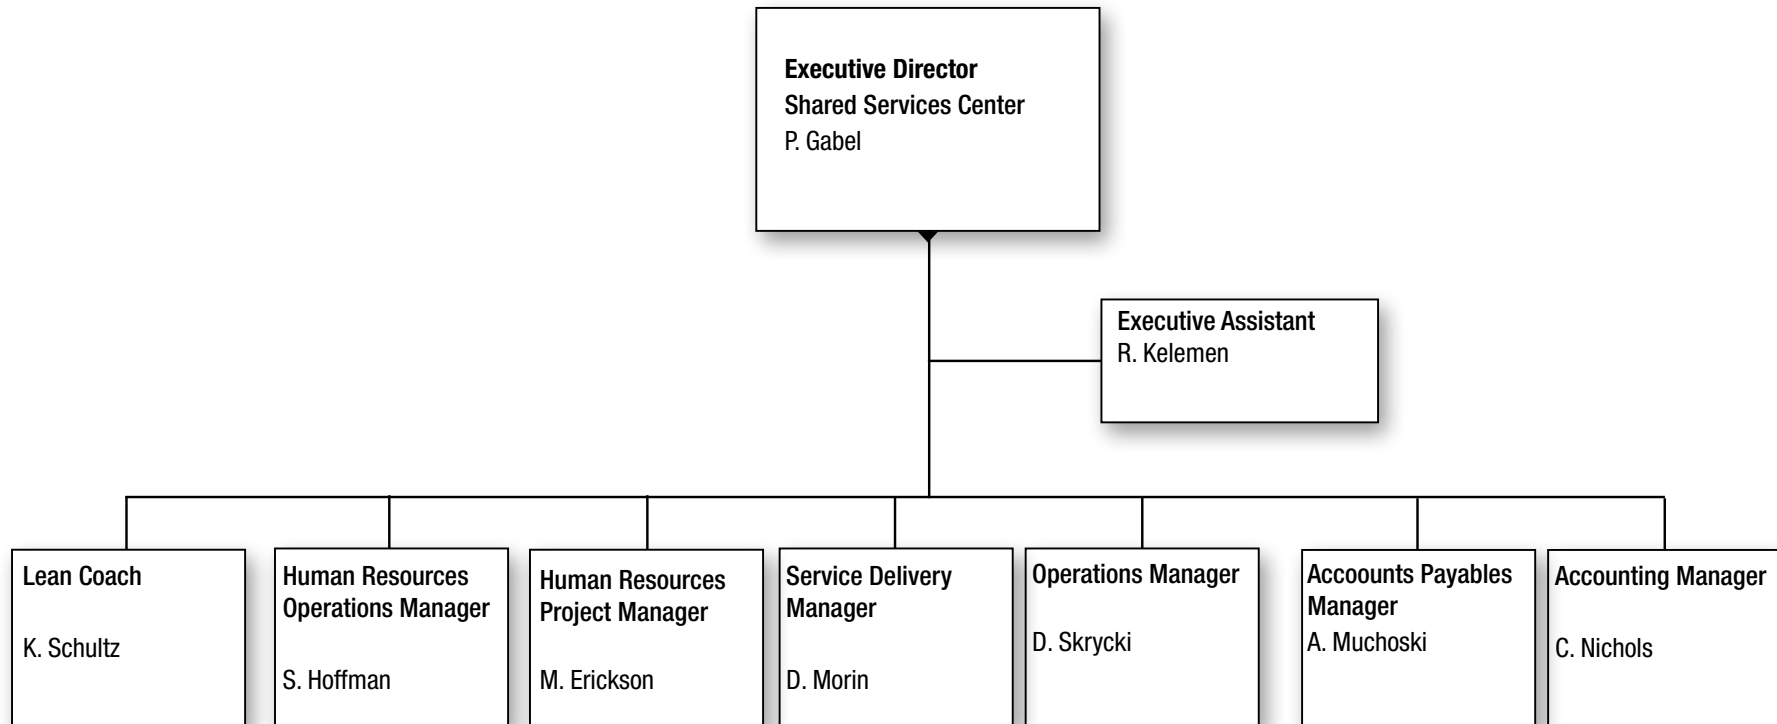 Executive Director
Shared Services Center
P. Gabel
Executive Assistant
R. Kelemen
Lean Coach
K. Schultz
Human Resources
Operations Manager
S. Hoffman
Human Resources
Project Manager
M. Erickson
Service Delivery
Manager
D. Morin
Operations Manager
D. Skrycki
Accoounts Payables
Manager
A. Muchoski
Accounting Manager
C. Nichols